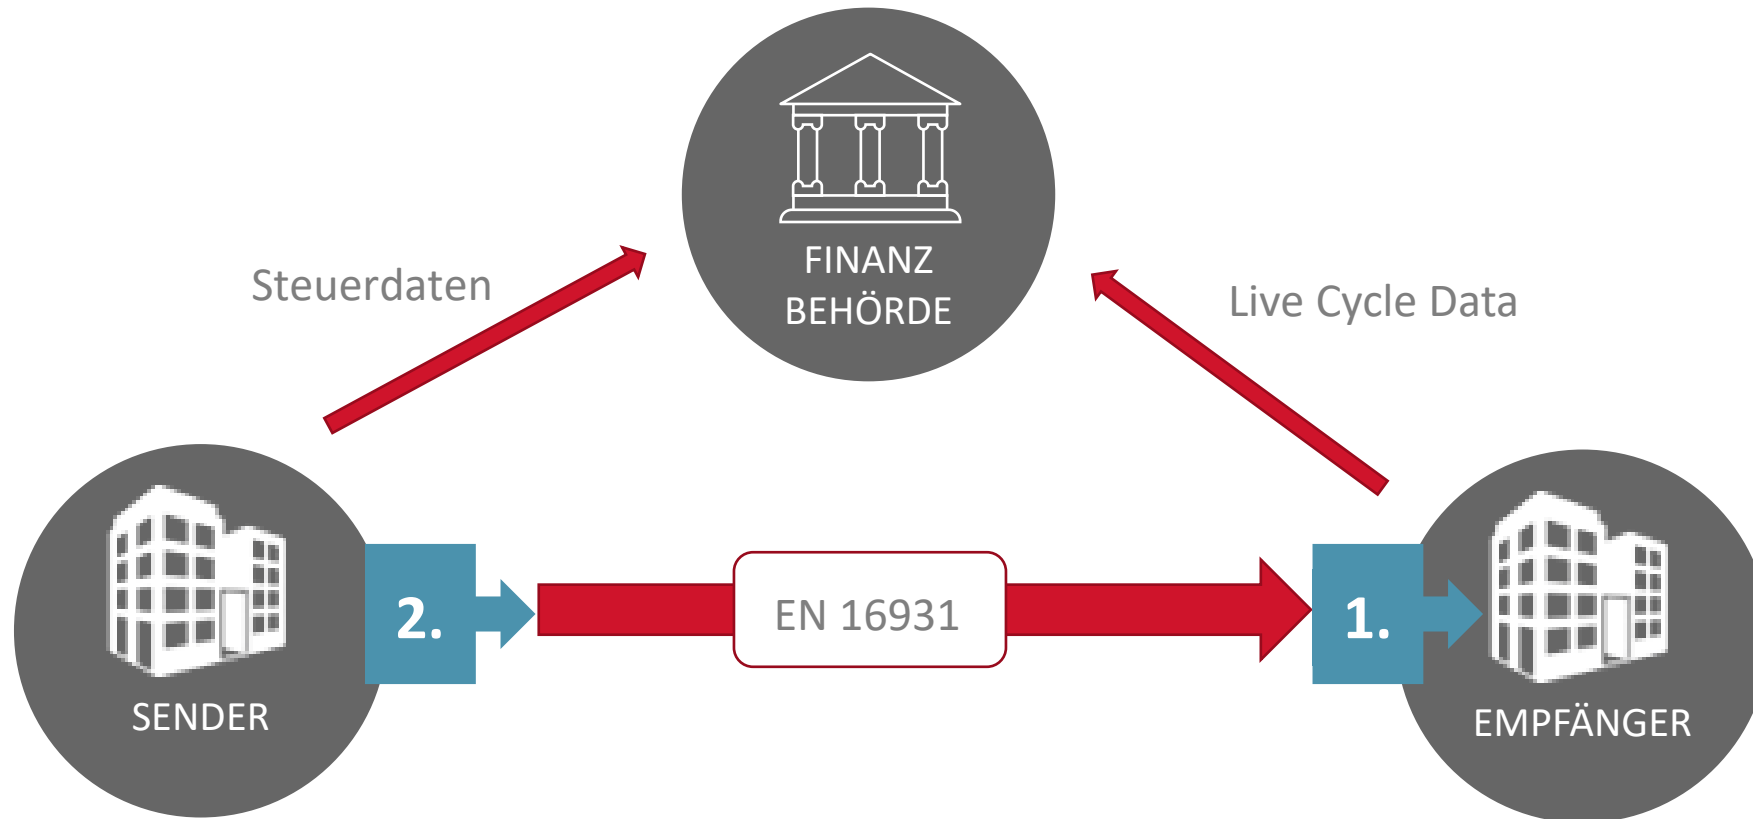 FINANZ
BEHÖRDE
Steuerdaten
Live Cycle Data
2.
EN 16931
1.
SENDER
EMPFÄNGER